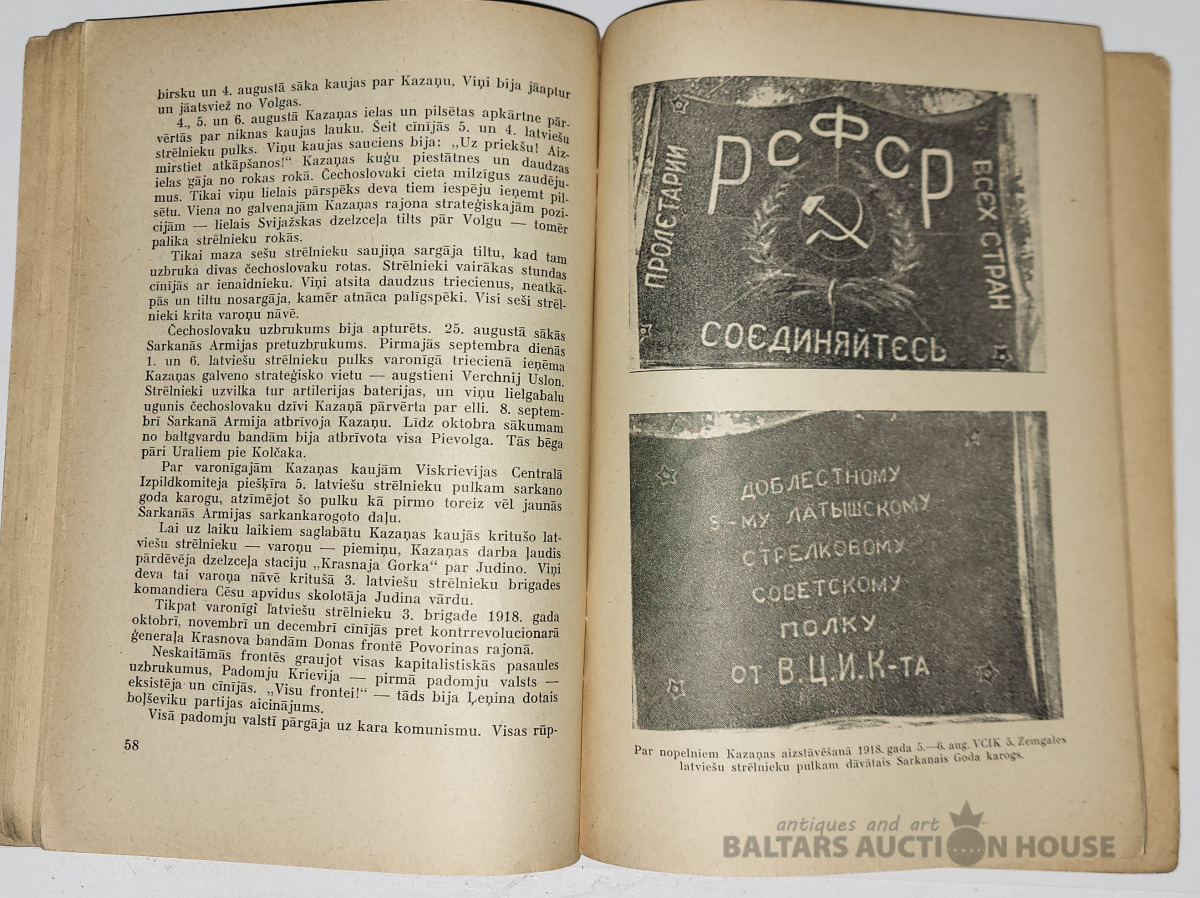 birsku un 4. augustā sāka kaujas par Kazaņu. Viņi bija jāaptur
un jāatsviež no Volgas.
4., 5. un 6. augustā Kazaņas ielas un pilsētas apkārtne pār-
vērtās par niknas kaujas lauku. Šeit cīnījās 5. un 4. latviešu
strēlnieku pulks. Viņu kaujas sauciens bija: „Uz priekšu! Aiz-
mirstiet atkāpšanos!“ Kazaņas kuģu piestātnes un daudzas
ielas gāja no rokas rokā. Čechoslovaki cieta milzīgus zaudēju-
mus. Tikai viņu lielais pārspēks deva tiem iespēju ieņemt pil-
sētu. Viena no galvenajām Kazaņas rajona stratēģiskajām pozi-
cijām — lielais Svijažskas dzelzceļa tilts pār Volgu — tomēr
palika strēlnieku rokās.
Tikai maza sešu strēlnieku saujiņa sargāja tiltu, kad tam
uzbruka divas čechoslovaku rotas. Strēlnieki vairākas stundas
cīnījās ar ienaidnieku. Viņi atsita daudzus triecienus, neatkā-
pās un tiltu nosargāja, kamēr atnāca palīgspēki. Visi seši strēl-
nieki krita varoņu nāvē.
Čechoslovaku uzbrukums bija apturēts. 25. augustā sākās
Sarkanās Armijas pretuzbrukums. Pirmajās septembra dienās
1. un 6. latviešu strēlnieku pulks varonīgā triecienā ieņēma
Kazaņas galveno stratēģisko vietu — augstieni Verchnij Uslon.
Strēlnieki uzvilka tur artilerijas baterijas, un viņu lielgabalu
ugunis čechoslovaku dzīvi Kazaņā pārvērta par elli. 8. septem-
brī Sarkanā Armija atbrīvoja Kazaņu. Līdz oktobra sākumam
no baltgvardu bandām bija atbrīvota visa Pievolga. Tās bēga
pāri Uraliem pie Kolčaka.
Par varonīgajām Kazaņas kaujām Viskrievijas Centralā
Izpildkomiteja piešķīra 5. latviešu strēlnieku pulkam sarkano
goda karogu, atzīmējot šo pulku kā pirmo toreiz vēl jaunās
Sarkanās Armijas sarkankarogoto daļu.
Lai uz laiku laikiem saglabātu Kazaņas kaujās kritušo lat-
viešu strēlnieku — varoņu — piemiņu, Kazaņas darba ļaudis
pārdēvēja dzelzceļa staciju „Krasnaja Gorka“ par Judino. Viņi
deva tai varoņa nāvē kritušā 3. latviešu strēlnieku brigades
komandiera Cēsu apvidus skolotāja Judina vārdu.
Tikpat varonīgi latviešu strēlnieku 3. brigade 1918. gada
oktobrī, novembrī un decembrī cīnījās pret kontrrevolucionarā
ģeneraļa Krasnova bandām Donas frontē Povorinas rajonā.
Neskaitāmās frontēs graujot visas kapitalistiskās pasaules
uzbrukumus, Padomju Krievija — pirmā padomju valsts —
eksistēja un cīnījās. „Visu frontei!“ — tāds bija Ļeņina dotais
boļševiku partijas aicinājums.
Visā padomju valstī pārgāja uz kara komunismu. Visas rūp-
58
РСФСР
ПРОЛЄТАРИИ
ВСЄХ СТРАН
СОЄДИНЯЙТЄСЬ
ДОБЛЕСТНОМУ
5-МУ ЛАТЫШСКОМУ
СТРЕЛКОВОМУ
СОВЕТСКОМУ
ПОЛКУ
ОТ В.Ц.И.К-ТА
Par nopelniem Kazaņas aizstāvēšanā 1918. gada 5.—6. aug. VCIK 5. Zemgales
latviešu strēlnieku pulkam dāvātais Sarkanais Goda karogs.
antiques and art
BALTARS AUCTION HOUSE